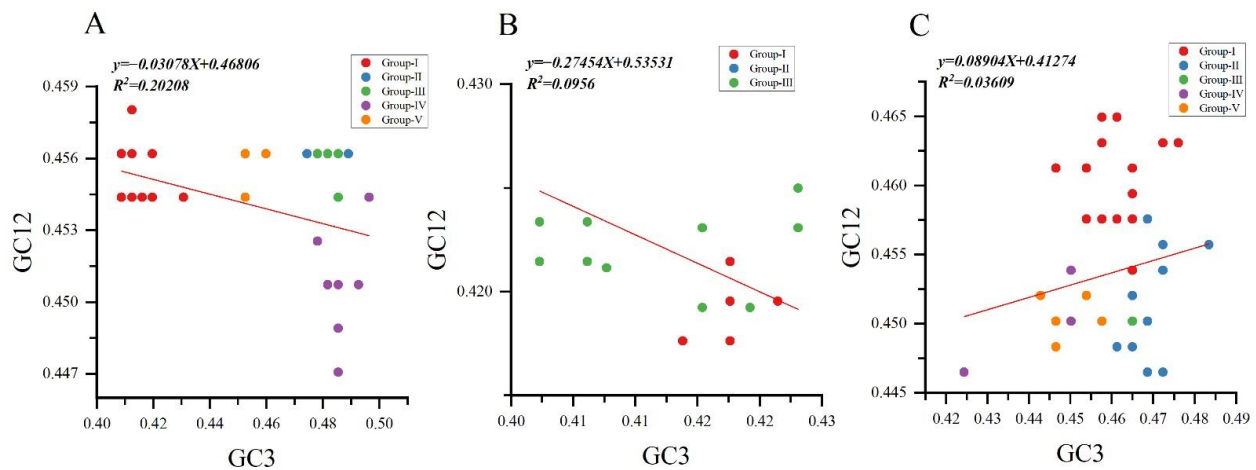 A
y=−0.03078X+0.46806
R²=0.20208
Group-I
Group-II
Group-III
Group-IV
Group-V
0.459
0.456
0.453
0.450
0.447
GC12
0.40 0.42 0.44 0.46 0.48 0.50
GC3
B
y=−0.27454X+0.53531
R²=0.0956
Group-I
Group-II
Group-III
0.430
0.420
GC12
0.40 0.41 0.42 0.42 0.43
GC3
C
y=0.08904X+0.41274
R²=0.03609
Group-I
Group-II
Group-III
Group-IV
Group-V
0.465
0.460
0.455
0.450
0.445
GC12
0.42 0.43 0.44 0.45 0.46 0.47 0.48 0.49
GC3